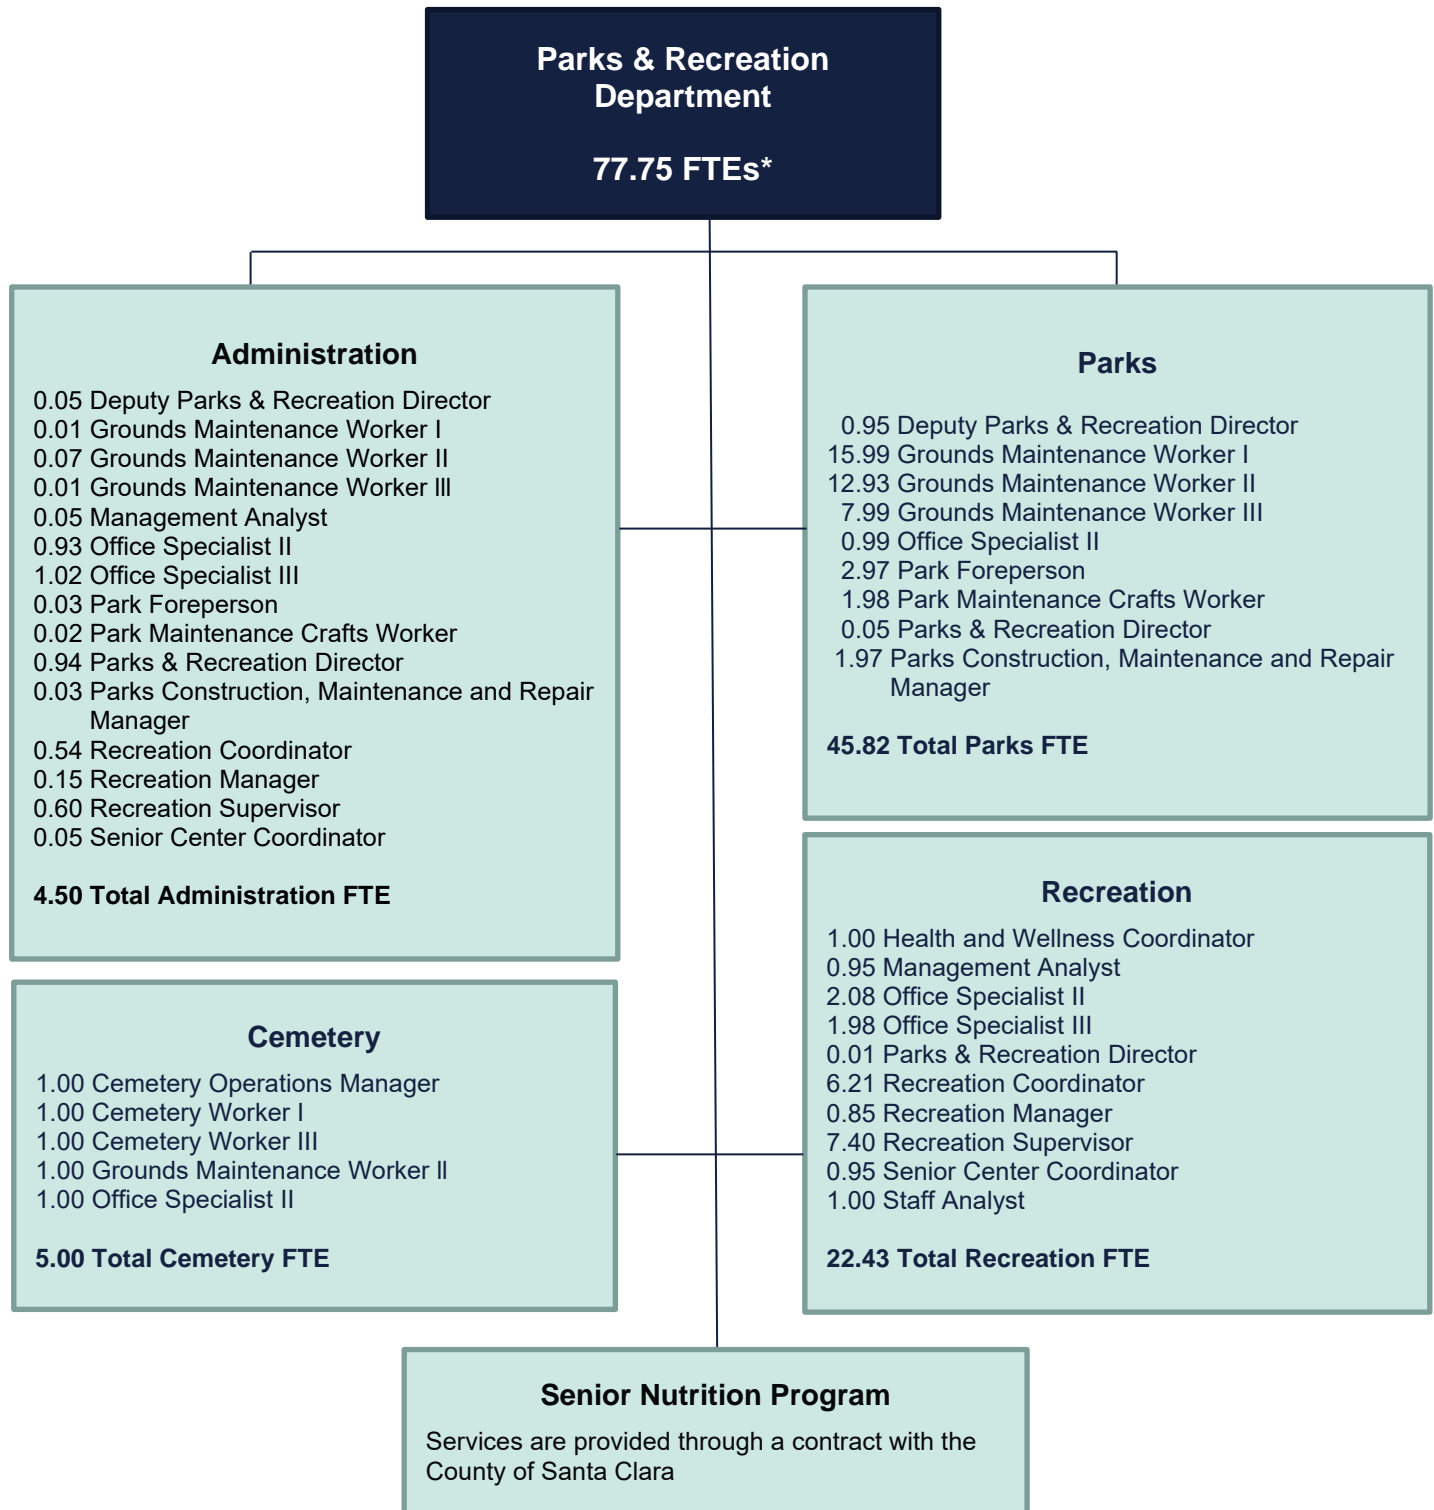 Parks & Recreation
Department
77.75 FTEs*
Administration
0.05 Deputy Parks & Recreation Director
0.01 Grounds Maintenance Worker I
0.07 Grounds Maintenance Worker II
0.01 Grounds Maintenance Worker III
0.05 Management Analyst
0.93 Office Specialist II
1.02 Office Specialist III
0.03 Park Foreperson
0.02 Park Maintenance Crafts Worker
0.94 Parks & Recreation Director
0.03 Parks Construction, Maintenance and Repair
Manager
0.54 Recreation Coordinator
0.15 Recreation Manager
0.60 Recreation Supervisor
0.05 Senior Center Coordinator
4.50 Total Administration FTE
Parks
0.95 Deputy Parks & Recreation Director
15.99 Grounds Maintenance Worker I
12.93 Grounds Maintenance Worker II
7.99 Grounds Maintenance Worker III
0.99 Office Specialist II
2.97 Park Foreperson
1.98 Park Maintenance Crafts Worker
0.05 Parks & Recreation Director
1.97 Parks Construction, Maintenance and Repair
Manager
45.82 Total Parks FTE
Cemetery
1.00 Cemetery Operations Manager
1.00 Cemetery Worker I
1.00 Cemetery Worker III
1.00 Grounds Maintenance Worker II
1.00 Office Specialist II
5.00 Total Cemetery FTE
Recreation
1.00 Health and Wellness Coordinator
0.95 Management Analyst
2.08 Office Specialist II
1.98 Office Specialist III
0.01 Parks & Recreation Director
6.21 Recreation Coordinator
0.85 Recreation Manager
7.40 Recreation Supervisor
0.95 Senior Center Coordinator
1.00 Staff Analyst
22.43 Total Recreation FTE
Senior Nutrition Program
Services are provided through a contract with the
County of Santa Clara